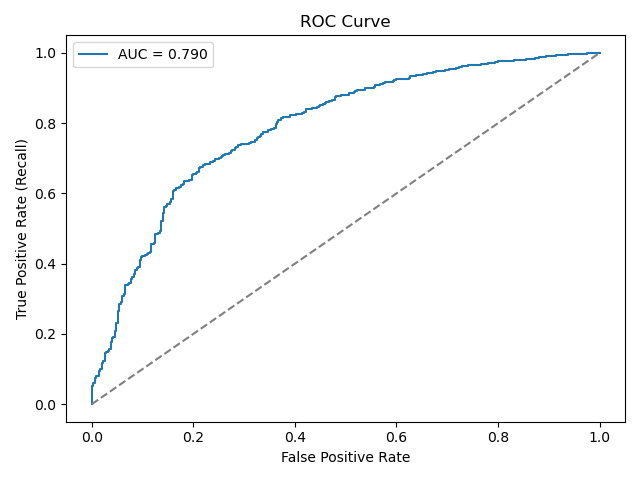 ROC Curve
AUC = 0.790
True Positive Rate (Recall)
1.0
0.8
0.6
0.4
0.2
0.0
0.0 0.2 0.4 0.6 0.8 1.0
False Positive Rate